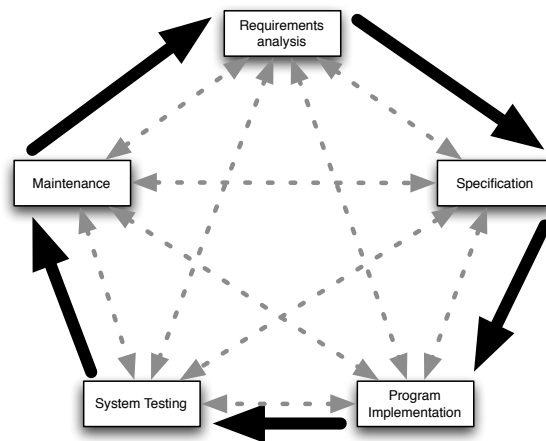 Requirements
analysis
Maintenance
Specification
System Testing
Program
Implementation